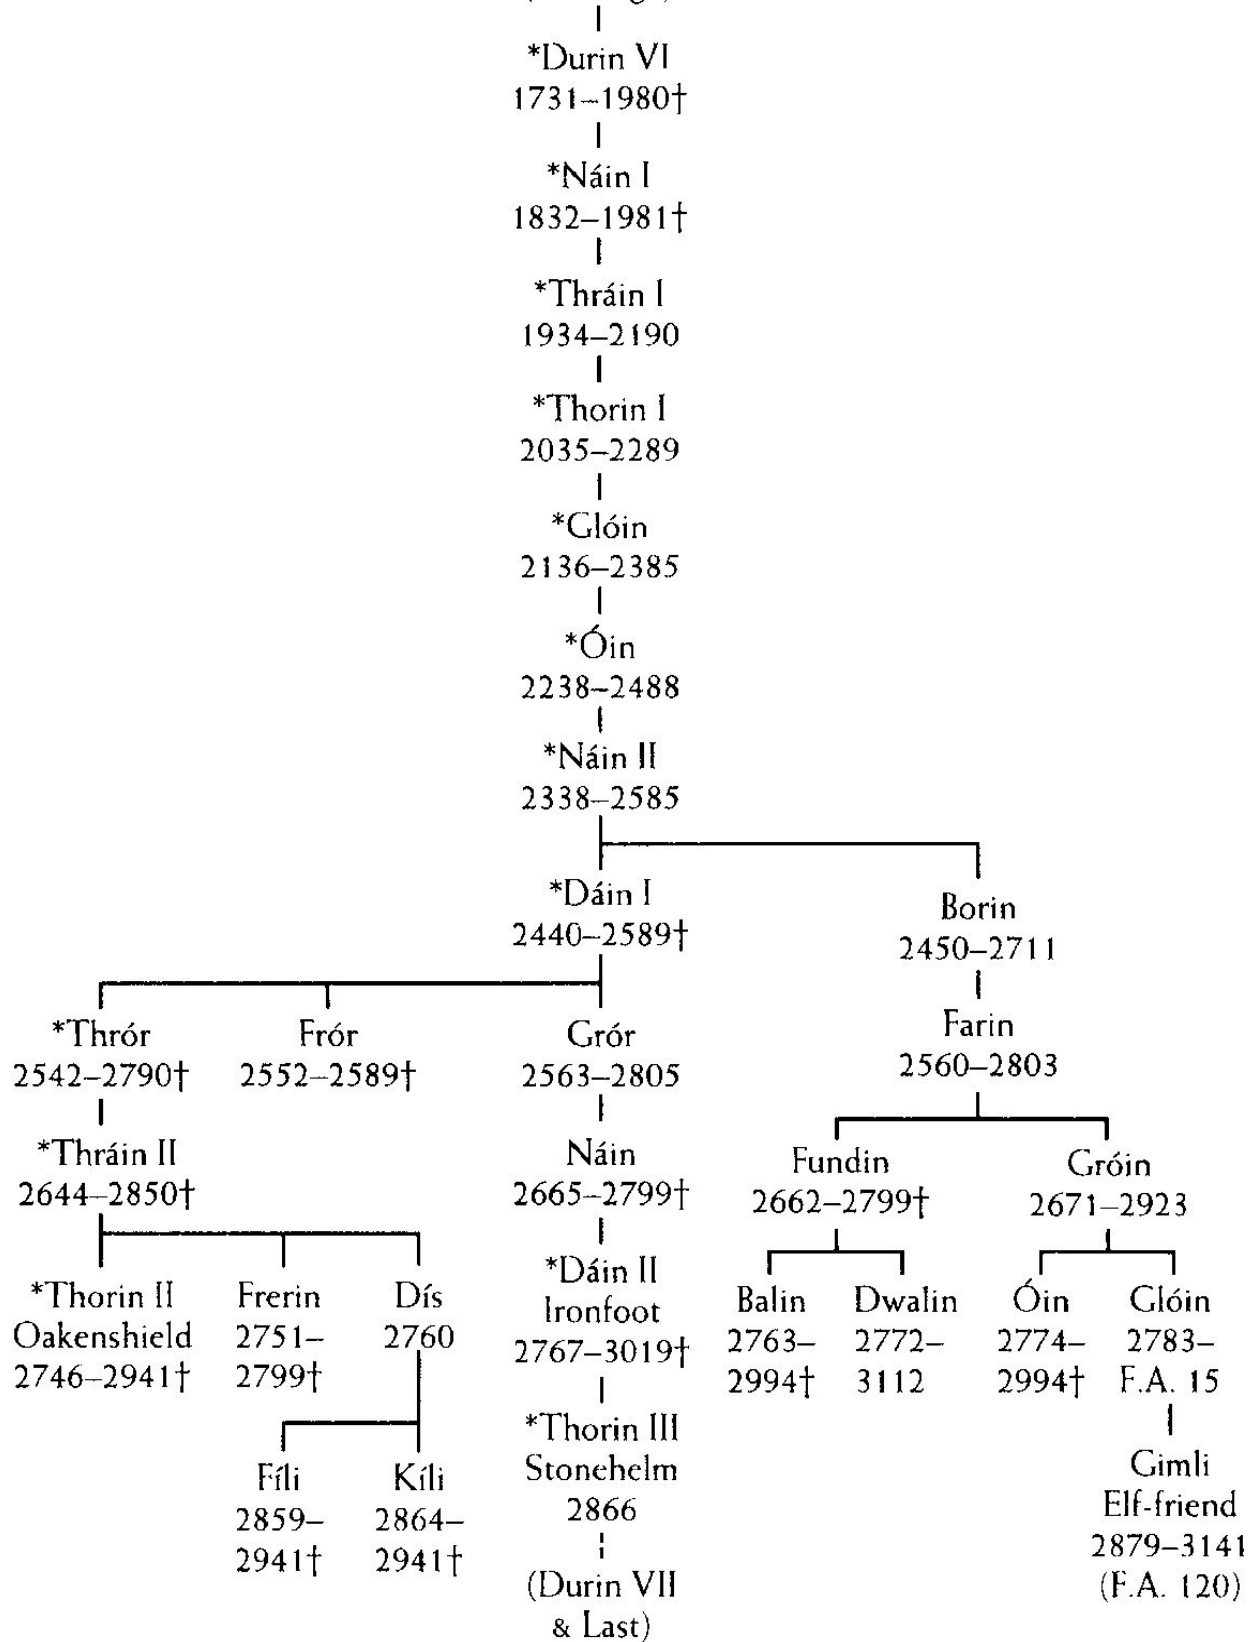 *Durin VI
1731–1980†
*Náin I
1832–1981†
*Thráin I
1934–2190
*Thorin I
2035–2289
*Glóin
2136–2385
*Óin
2238–2488
*Náin II
2338–2585
*Dáin I
2440–2589†
Borin
2450–2711
*Thrór
2542–2790†
Frór
2552–2589†
Grór
2563–2805
Farin
2560–2803
*Thráin II
2644–2850†
Náin
2665–2799†
Fundin
2662–2799†
Gróin
2671–2923
*Thorin II
Oakenshield
2746–2941†
Frerin
2751–
2799†
Dís
2760
*Dáin II
Ironfoot
2767–3019†
Balin
2763–
2994†
Dwalin
2772–
3112
Óin
2774–
2994†
Glóin
2783–
F.A. 15
Fíli
2859–
2941†
Kíli
2864–
2941†
*Thorin III
Stonehelm
2866
Gimli
Elf-friend
2879–3141
(F.A. 120)
(Durin VII
& Last)